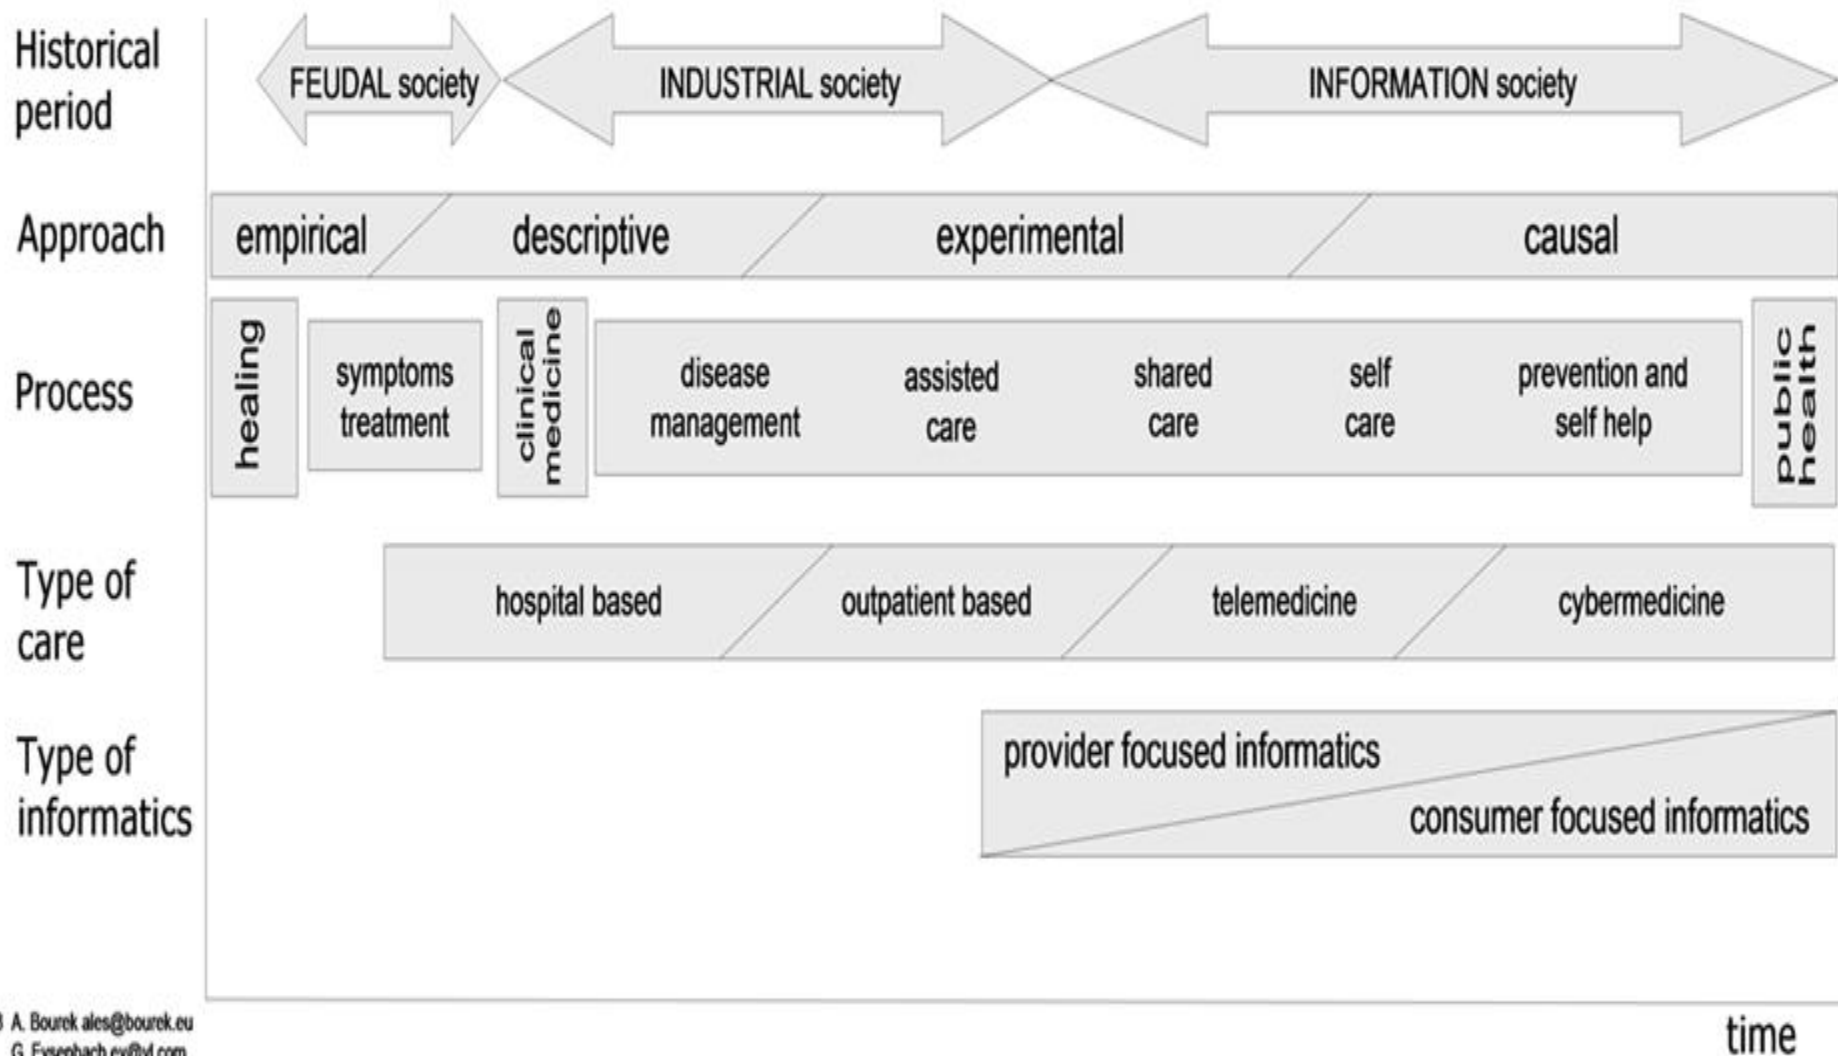 Historical
period
FEUDAL society
INDUSTRIAL society
INFORMATION society
Approach
empirical
descriptive
experimental
causal
Process
healing
symptoms
treatment
clinical
medicine
disease
management
assisted
care
shared
care
self
care
prevention and
self help
public
health
Type of
care
hospital based
outpatient based
telemedicine
cybermedicine
Type of
informatics
provider focused informatics
consumer focused informatics
A. Bourek ales@bourek.eu
G. Eysenbach
time